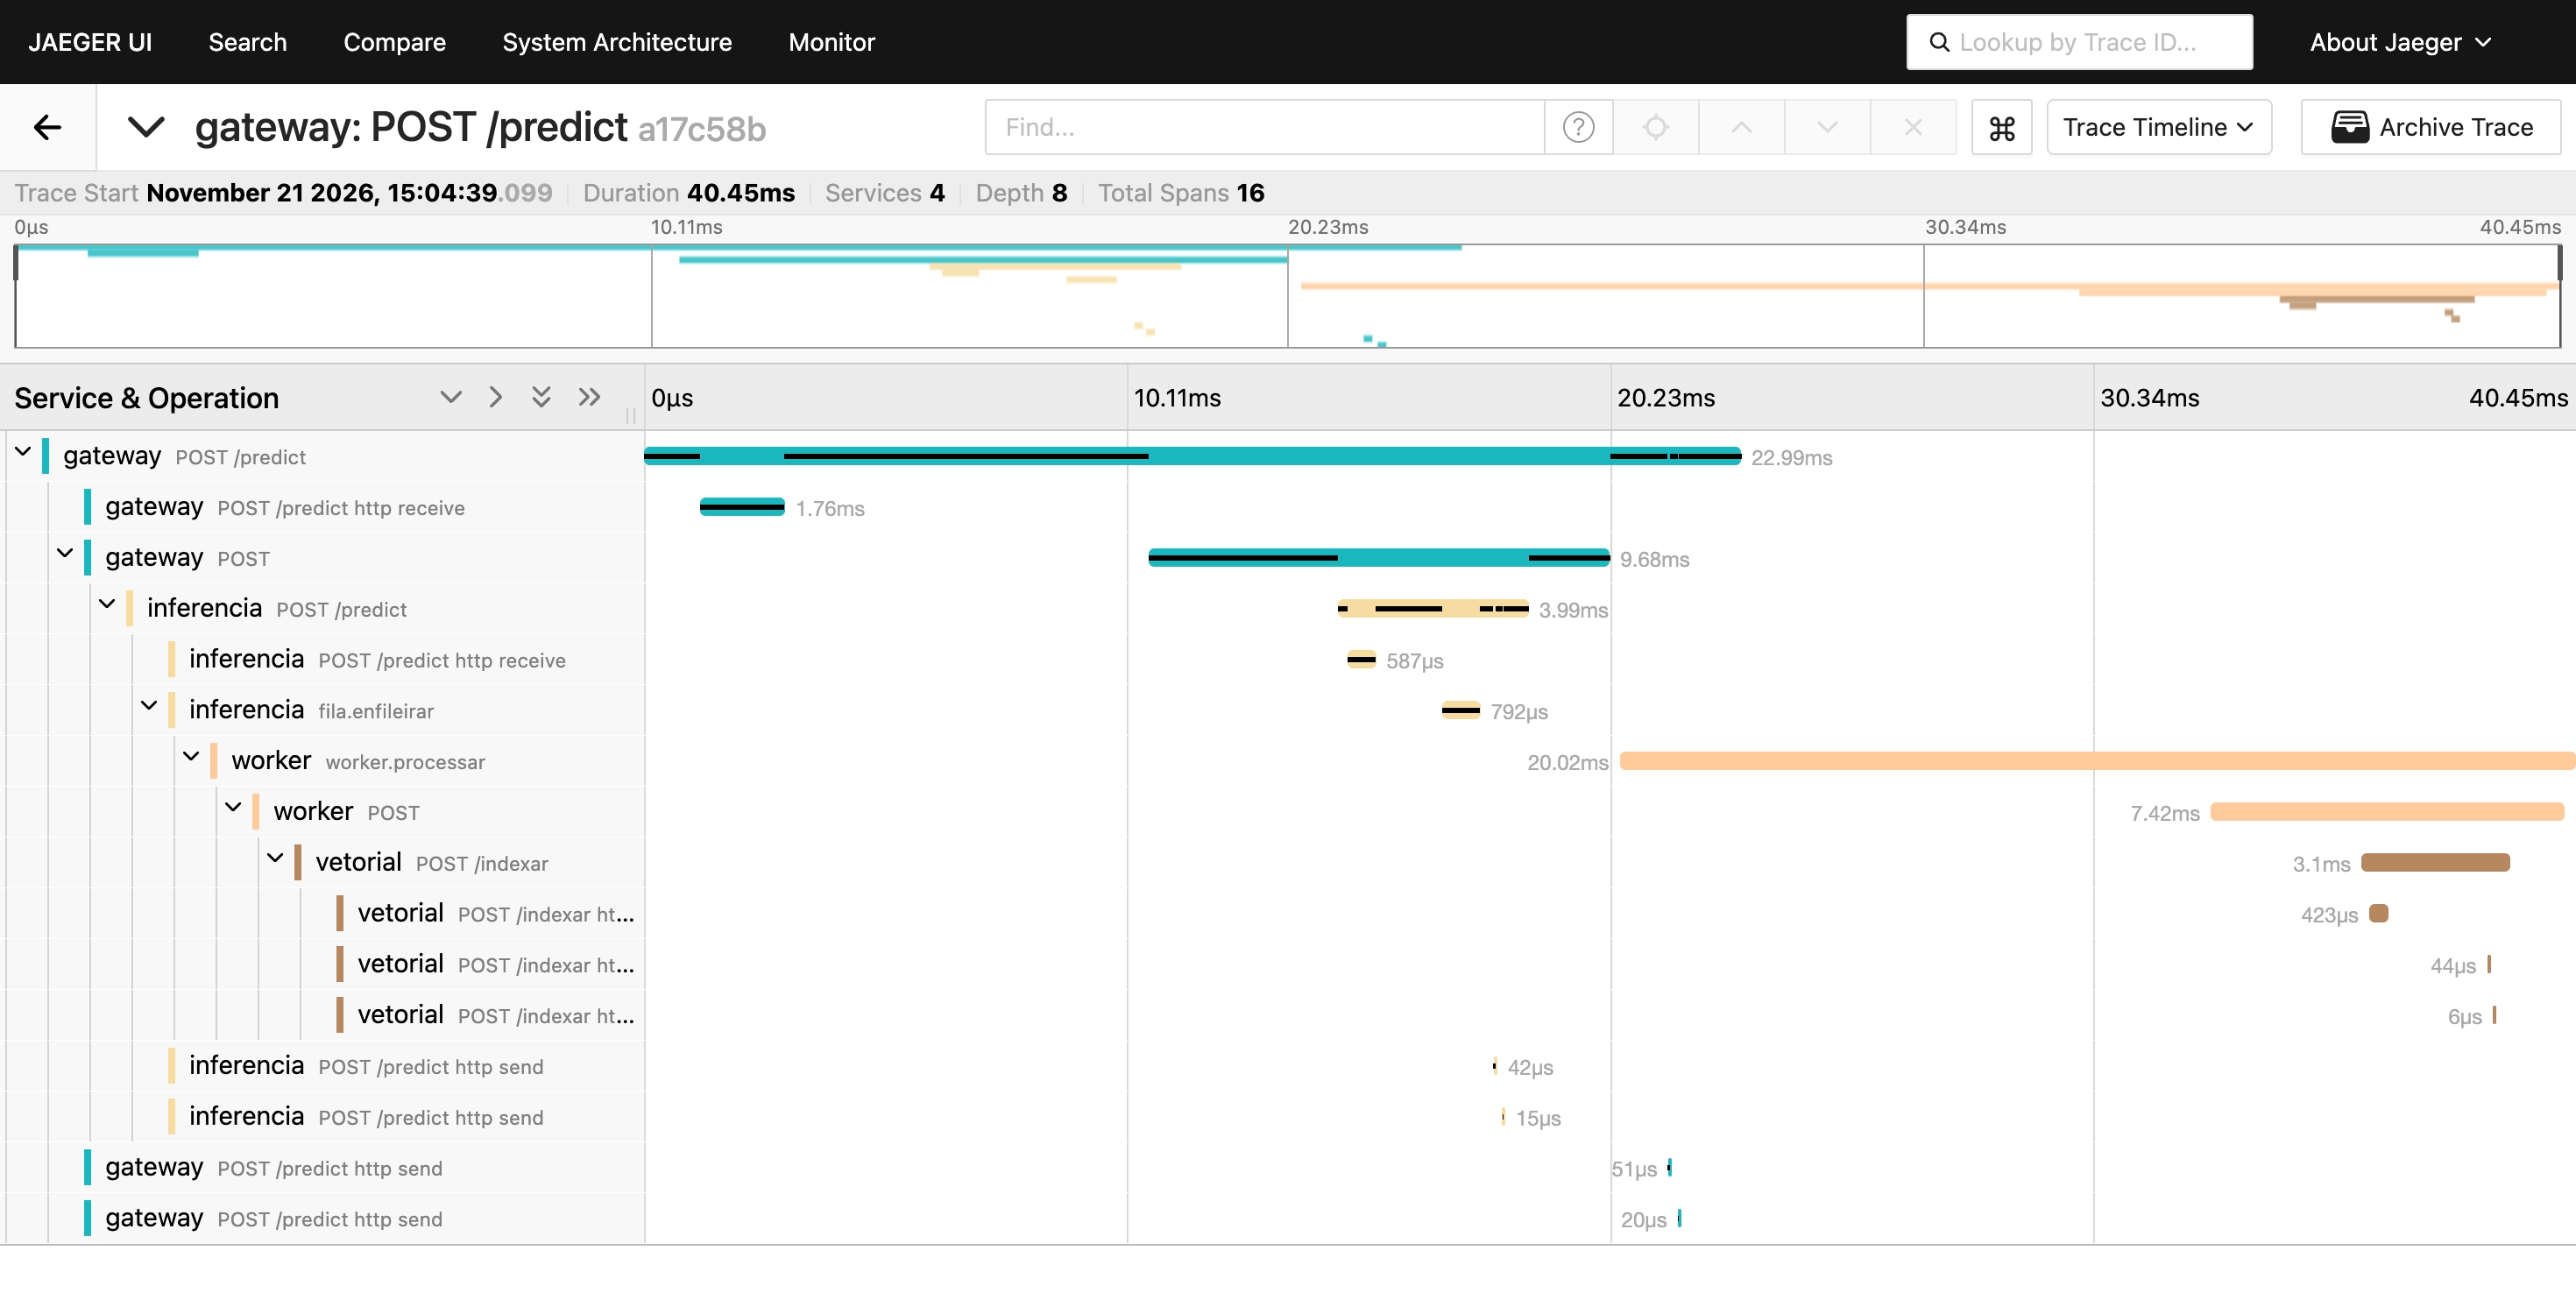 JAEGER UI Search Compare System Architecture Monitor Lookup by Trace ID... About Jaeger
gateway: POST /predict a17c58b Find... Trace Timeline Archive Trace
Trace Start November 21 2026, 15:04:39.099 Duration 40.45ms Services 4 Depth 8 Total Spans 16
0μs 10.11ms 20.23ms 30.34ms 40.45ms
Service & Operation 0μs 10.11ms 20.23ms 30.34ms 40.45ms
gateway POST /predict 22.99ms
gateway POST /predict http receive 1.76ms
gateway POST 9.68ms
inferencia POST /predict 3.99ms
inferencia POST /predict http receive 587μs
inferencia fila.enfileirar 792μs
worker worker.processar 20.02ms
worker POST 7.42ms
vetorial POST /indexar 3.1ms
vetorial POST /indexar ht... 423μs
vetorial POST /indexar ht... 44μs
vetorial POST /indexar ht... 6μs
inferencia POST /predict http send 42μs
inferencia POST /predict http send 15μs
gateway POST /predict http send 51μs
gateway POST /predict http send 20μs